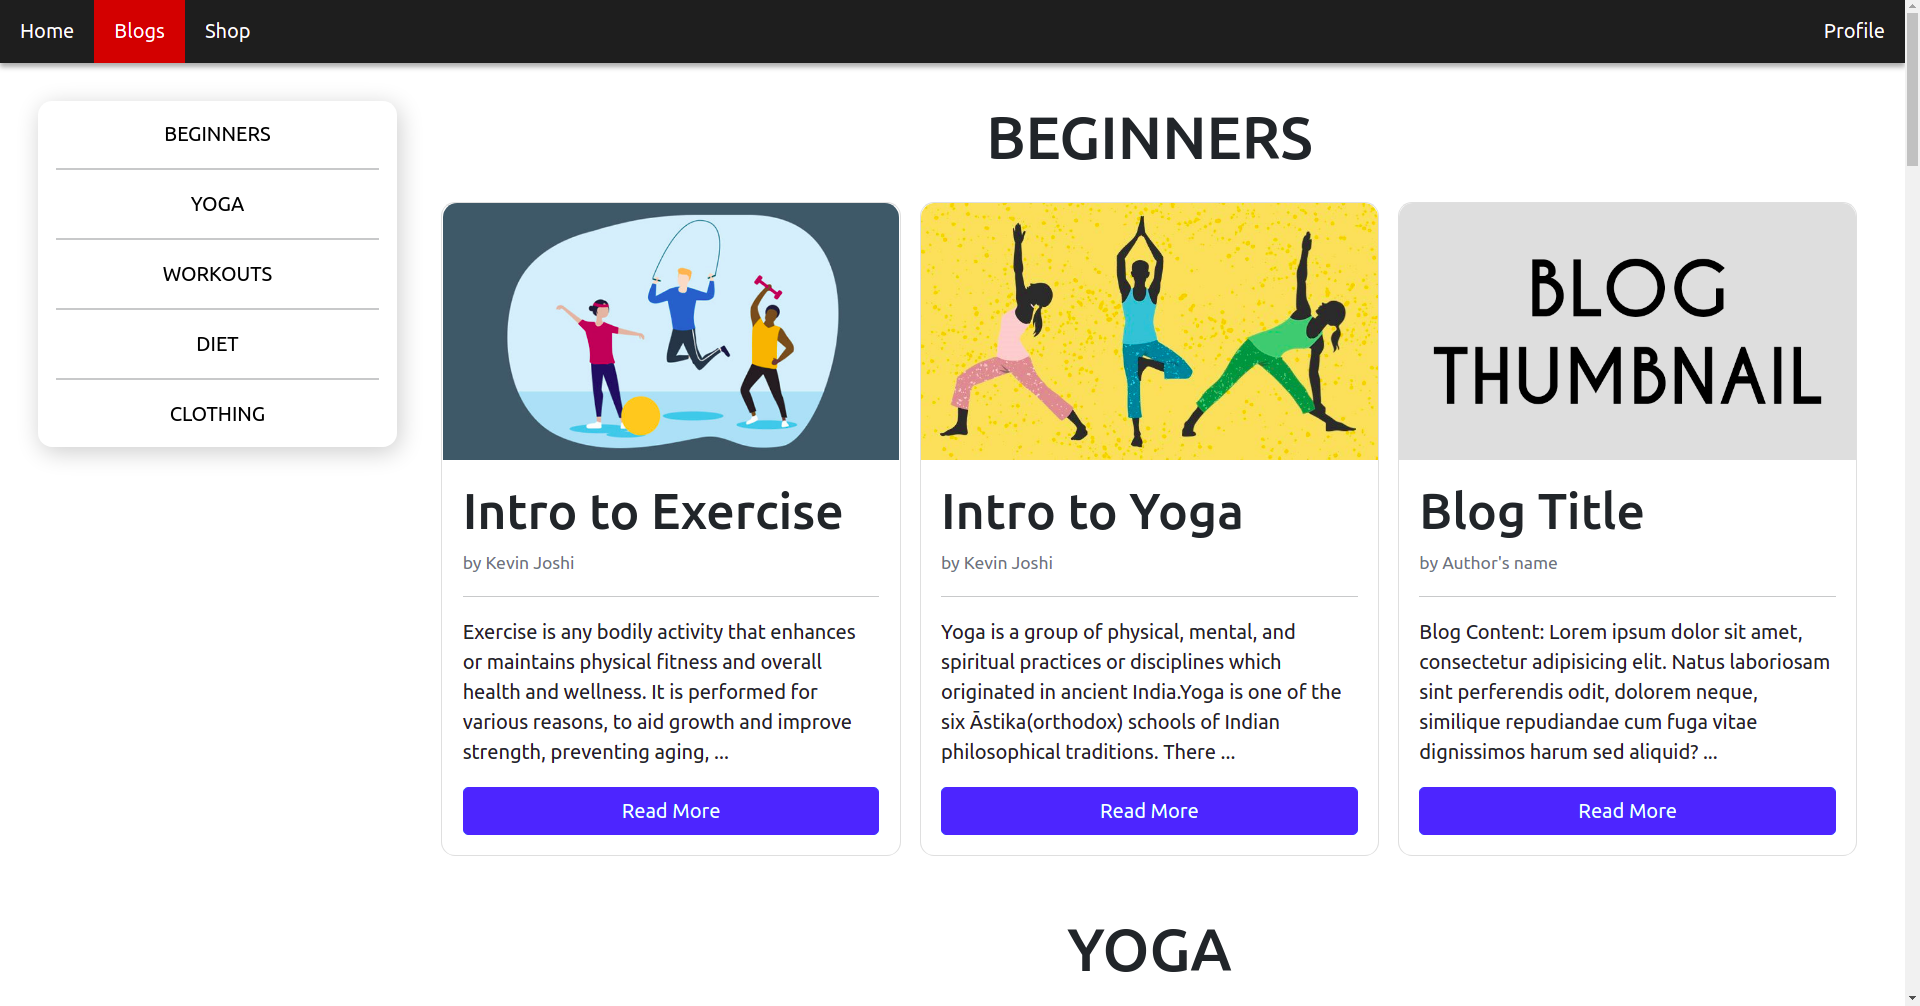 Home Blogs Shop Profile
BEGINNERS
YOGA
WORKOUTS
DIET
CLOTHING
BEGINNERS
Intro to Exercise
by Kevin Joshi
Exercise is any bodily activity that enhances
or maintains physical fitness and overall
health and wellness. It is performed for
various reasons, to aid growth and improve
strength, preventing aging, ...
Read More
Intro to Yoga
by Kevin Joshi
Yoga is a group of physical, mental, and
spiritual practices or disciplines which
originated in ancient India.Yoga is one of the
six Āstika(orthodox) schools of Indian
philosophical traditions. There ...
Read More
BLOG
THUMBNAIL
Blog Title
by Author's name
Blog Content: Lorem ipsum dolor sit amet,
consectetur adipisicing elit. Natus laboriosam
sint perferendis odit, dolorem neque,
similique repudiandae cum fuga vitae
dignissimos harum sed aliquid? ...
Read More
YOGA